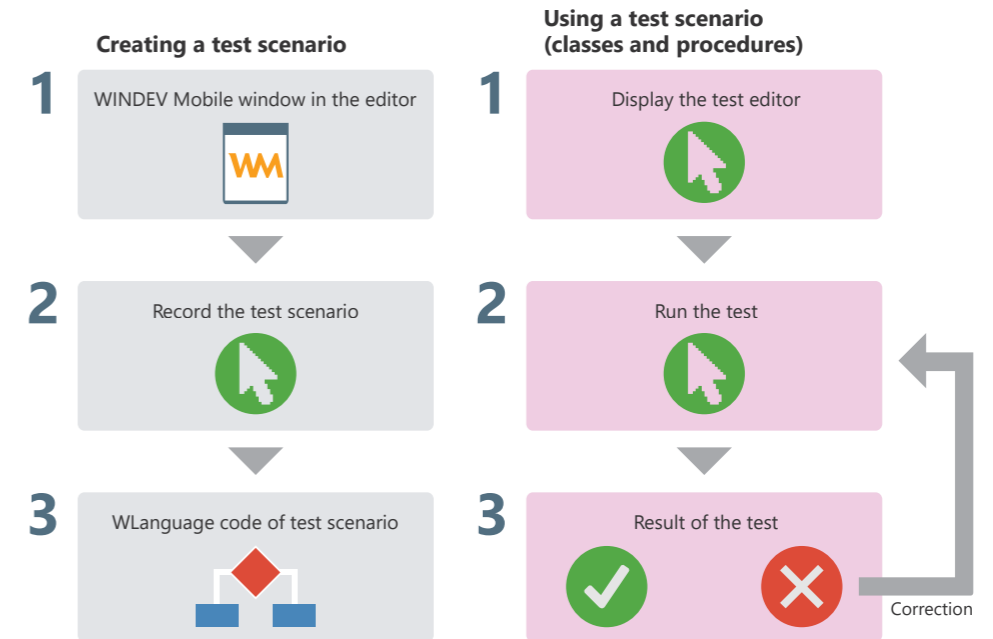 Creating a test scenario
1
WINDEV Mobile window in the editor
WM
2
Record the test scenario
3
WLanguage code of test scenario
Using a test scenario
(classes and procedures)
1
Display the test editor
2
Run the test
3
Result of the test
Correction